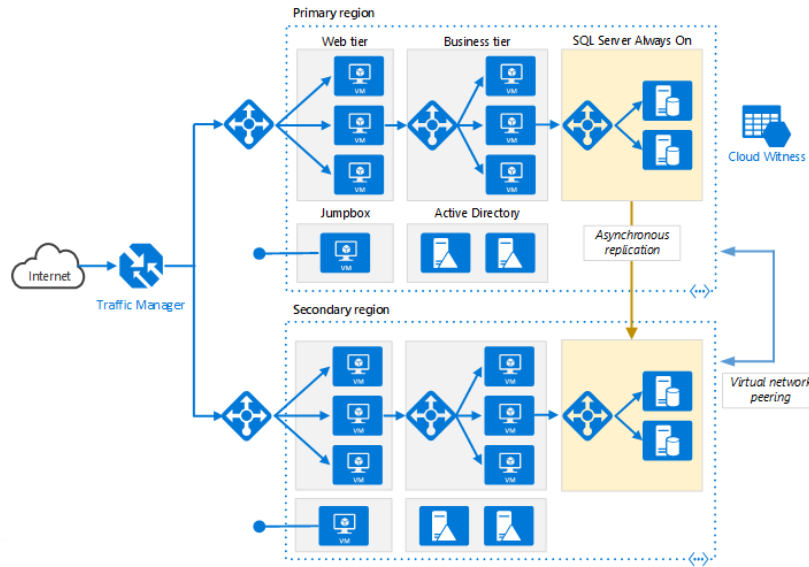 Primary region
Web tier
Business tier
SQL Server Always On
VM
VM
VM
VM
VM
VM
Cloud Witness
Jumpbox
Active Directory
VM
Asynchronous
replication
Internet
Traffic Manager
Secondary region
VM
VM
VM
VM
VM
VM
Virtual network
peering
VM